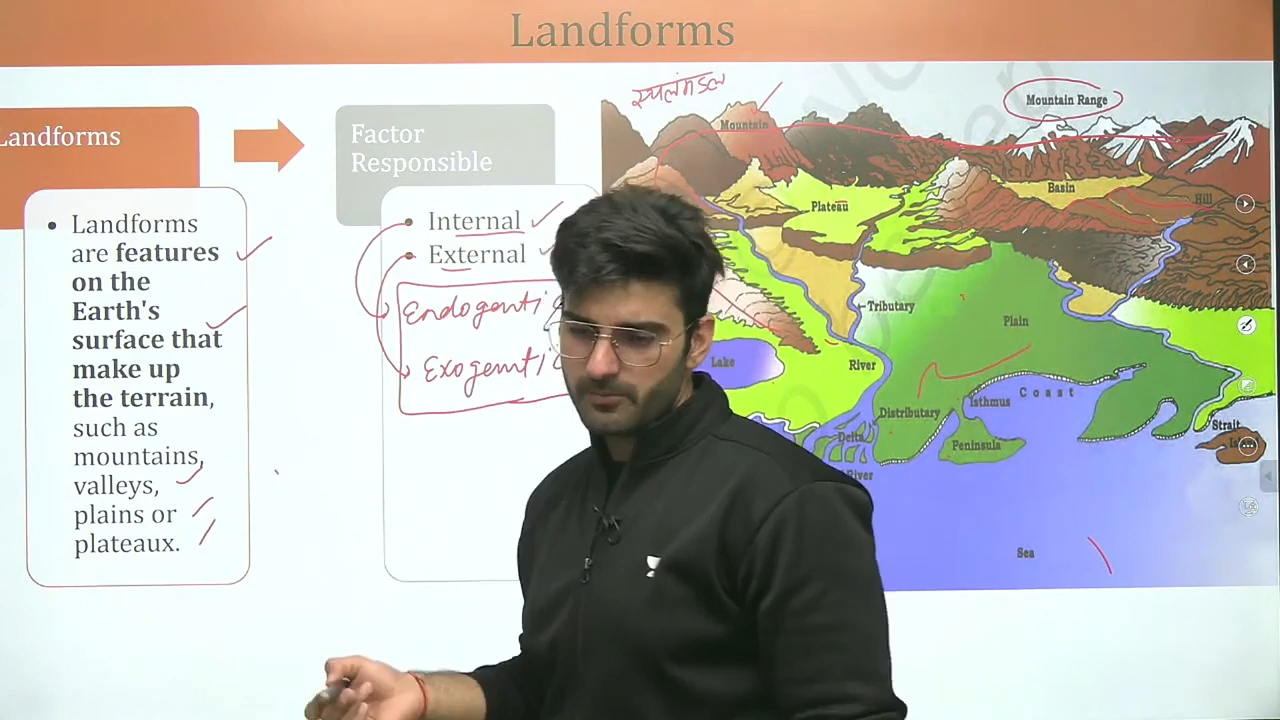 Landforms
Landforms
Factor
Responsible
• Landforms
are features
on the
Earth's
surface that
make up
the terrain,
such as
mountains,
valleys,
plains or
plateaux.
• Internal
• External
Endogenti
Exogenti
स्थलमंडल
Mountain
Mountain Range
Plateau
Basin
Hill
Tributary
Plain
Lake
River
Isthmus
Coast
Distributary
Delta
Peninsula
Strait
River
Sea